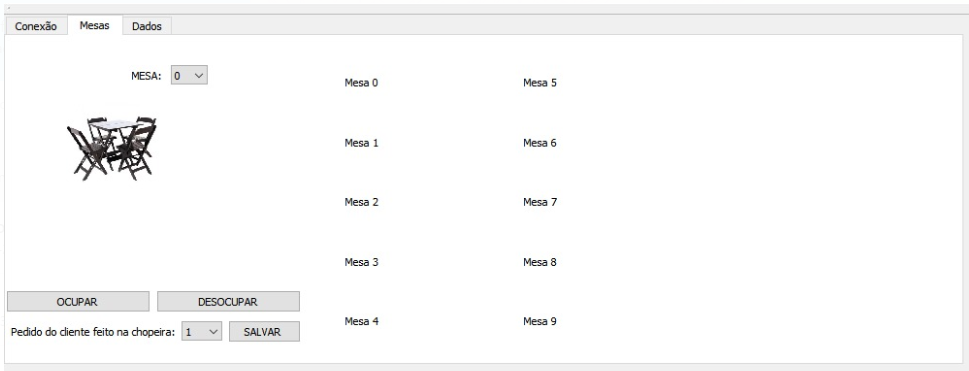 Conexão Mesas Dados
MESA: 0
Mesa 0 Mesa 5
Mesa 1 Mesa 6
Mesa 2 Mesa 7
Mesa 3 Mesa 8
OCUPAR DESOCUPAR
Pedido do cliente feito na chopeira: 1 SALVAR
Mesa 4 Mesa 9